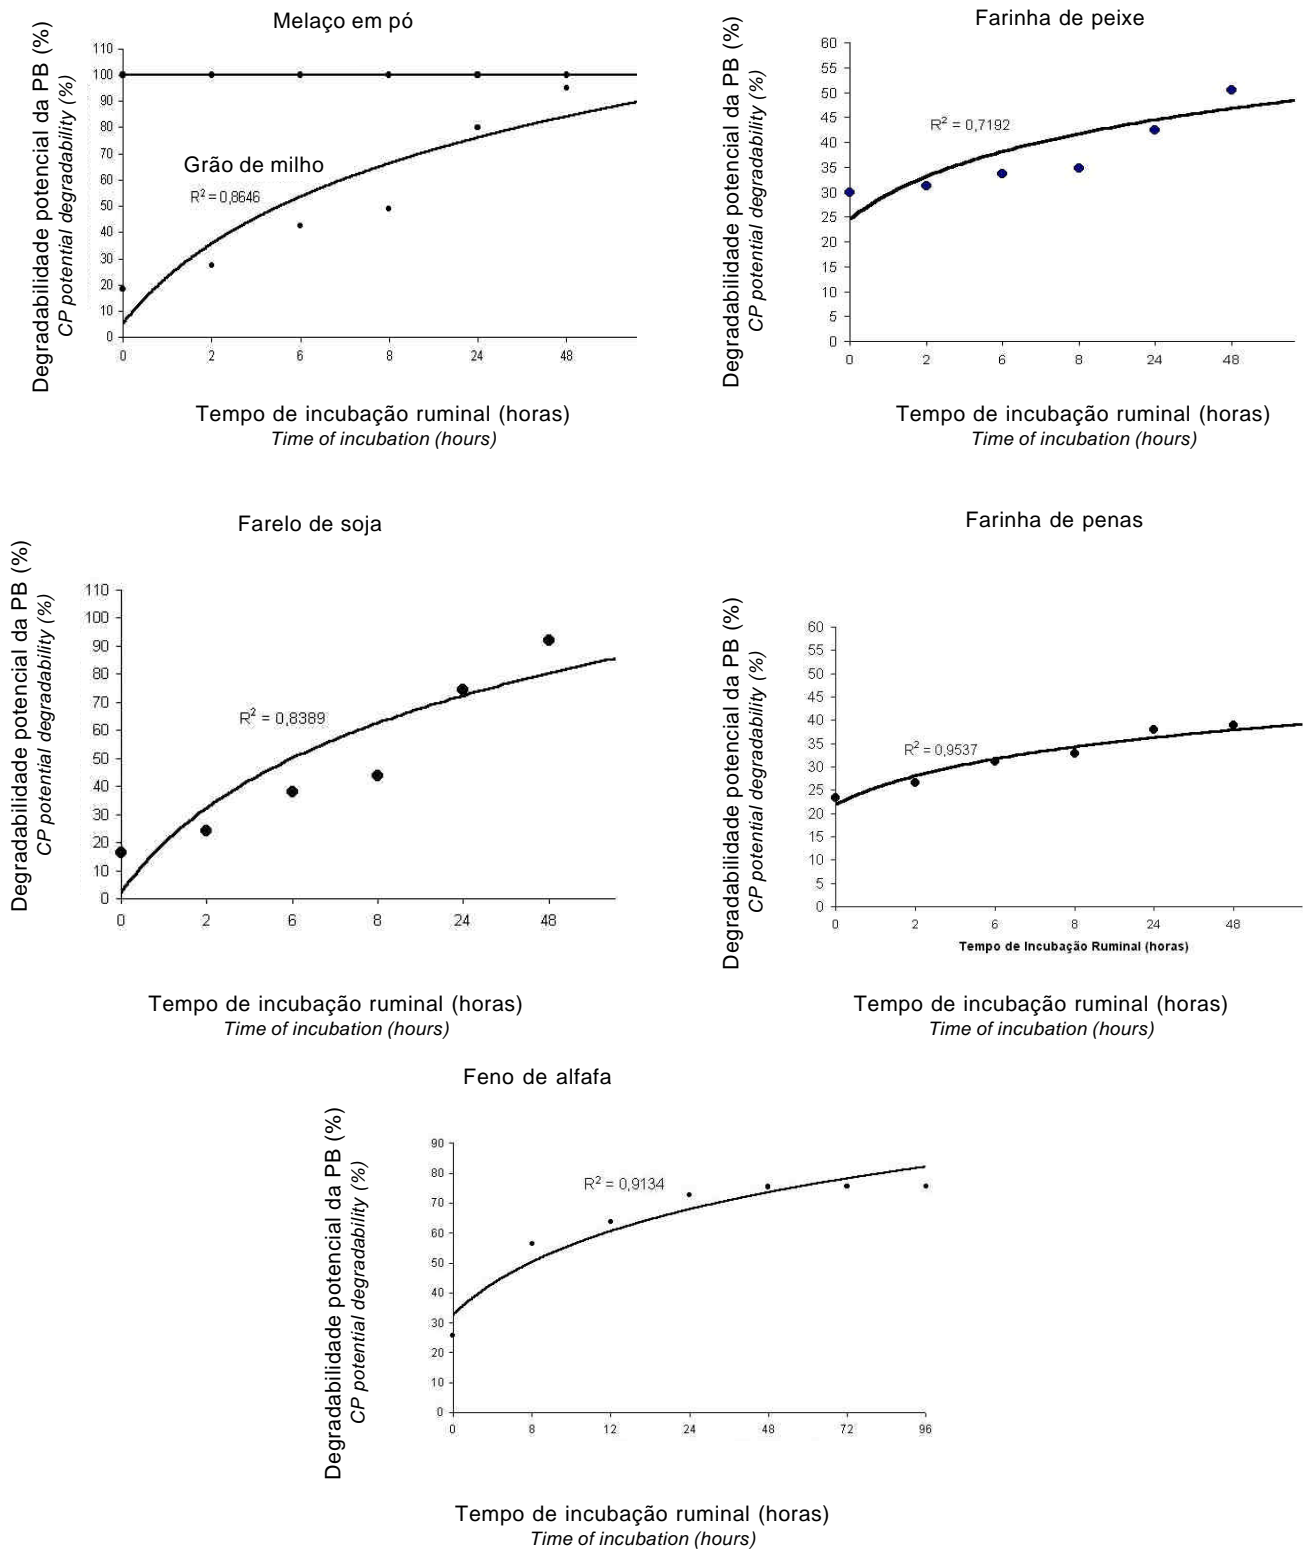 Melaço em pó
Degradabilidade potencial da PB (%)
CP potential degradability (%)
110
100
90
80
70
60
50
40
30
20
10
0
Grão de milho
R² = 0,8646
0 2 6 8 24 48
Tempo de incubação ruminal (horas)
Time of incubation (hours)
Farinha de peixe
Degradabilidade potencial da PB (%)
CP potential degradability (%)
60
55
50
45
40
35
30
25
20
15
10
5
0
R² = 0,7192
0 2 6 8 24 48
Tempo de incubação ruminal (horas)
Time of incubation (hours)
Farelo de soja
Degradabilidade potencial da PB (%)
CP potential degradability (%)
110
100
90
80
70
60
50
40
30
20
10
0
R² = 0,8389
0 2 6 8 24 48
Tempo de incubação ruminal (horas)
Time of incubation (hours)
Farinha de penas
Degradabilidade potencial da PB (%)
CP potential degradability (%)
60
55
50
45
40
35
30
25
20
15
10
5
0
R² = 0,9537
0 2 6 8 24 48
Tempo de Incubação Ruminal (horas)
Tempo de incubação ruminal (horas)
Time of incubation (hours)
Feno de alfafa
Degradabilidade potencial da PB (%)
CP potential degradability (%)
90
80
70
60
50
40
30
20
10
0
R² = 0,9134
0 8 12 24 48 72 96
Tempo de incubação ruminal (horas)
Time of incubation (hours)